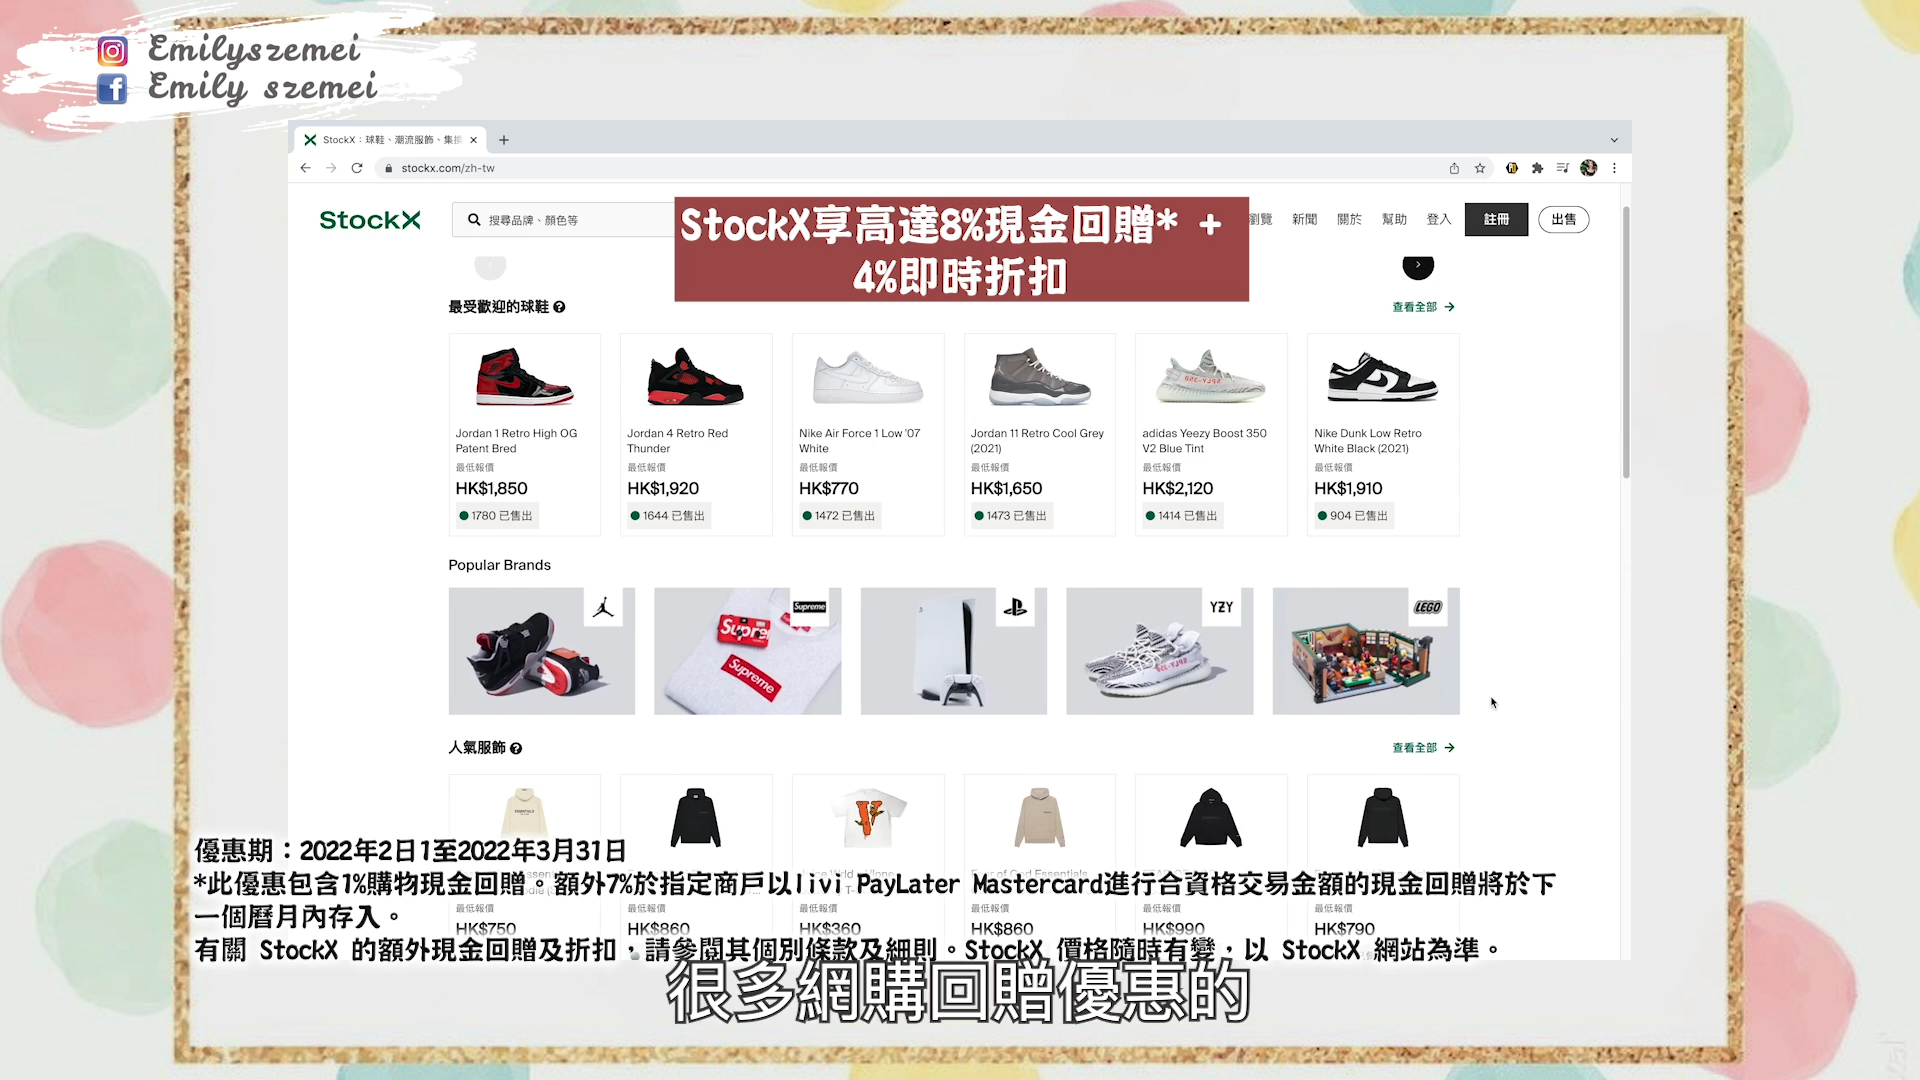 Emilyszemei
Emily szemei
StockX：球鞋、潮流服飾、集換
stockx.com/zh-tw
StockX
搜尋品牌、顏色等
StockX享高達8%現金回贈* +
4%即時折扣
瀏覽 新聞 關於 幫助 登入 註冊 出售
最受歡迎的球鞋
查看全部
Jordan 1 Retro High OG
Patent Bred
最低報價
HK$1,850
1780 已售出
Jordan 4 Retro Red
Thunder
最低報價
HK$1,920
1644 已售出
Nike Air Force 1 Low '07
White
最低報價
HK$770
1472 已售出
Jordan 11 Retro Cool Grey
(2021)
最低報價
HK$1,650
1473 已售出
adidas Yeezy Boost 350
V2 Blue Tint
最低報價
HK$2,120
1414 已售出
Nike Dunk Low Retro
White Black (2021)
最低報價
HK$1,910
904 已售出
Popular Brands
Supreme
Supreme
YZY
LEGO
人氣服飾
查看全部
優惠期：2022年2日1至2022年3月31日
*此優惠包含1%購物現金回贈。額外7%於指定商戶以livi PayLater Mastercard進行合資格交易金額的現金回贈將於下
一個曆月內存入。
最低報價
HK$750
最低報價
HK$860
最低報價
HK$360
最低報價
HK$860
最低報價
HK$990
最低報價
HK$790
有關 StockX 的額外現金回贈及折扣，請參閱其個別條款及細則。StockX 價格隨時有變，以 StockX 網站為準。
很多網購回贈優惠的